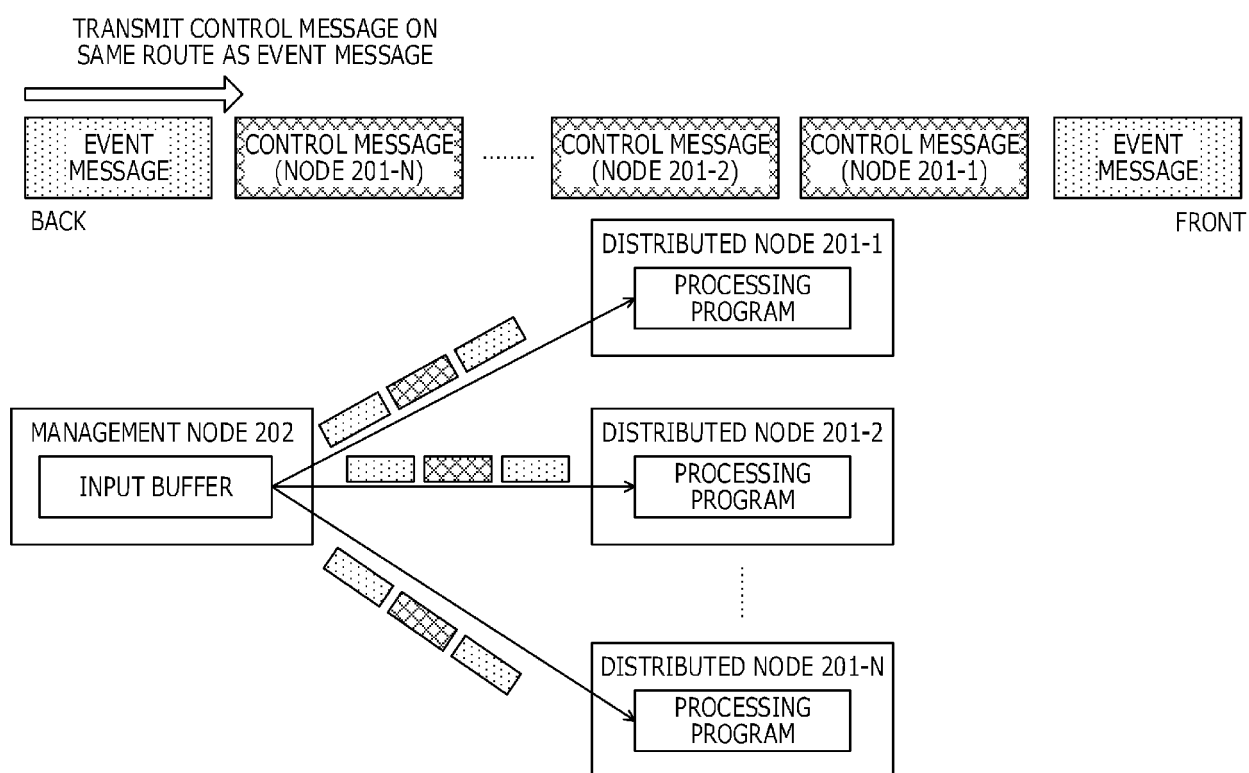 TRANSMIT CONTROL MESSAGE ON
SAME ROUTE AS EVENT MESSAGE
EVENT
MESSAGE
CONTROL MESSAGE
(NODE 201-N)
........
CONTROL MESSAGE
(NODE 201-2)
CONTROL MESSAGE
(NODE 201-1)
EVENT
MESSAGE
BACK
FRONT
DISTRIBUTED NODE 201-1
PROCESSING
PROGRAM
MANAGEMENT NODE 202
INPUT BUFFER
DISTRIBUTED NODE 201-2
PROCESSING
PROGRAM
DISTRIBUTED NODE 201-N
PROCESSING
PROGRAM